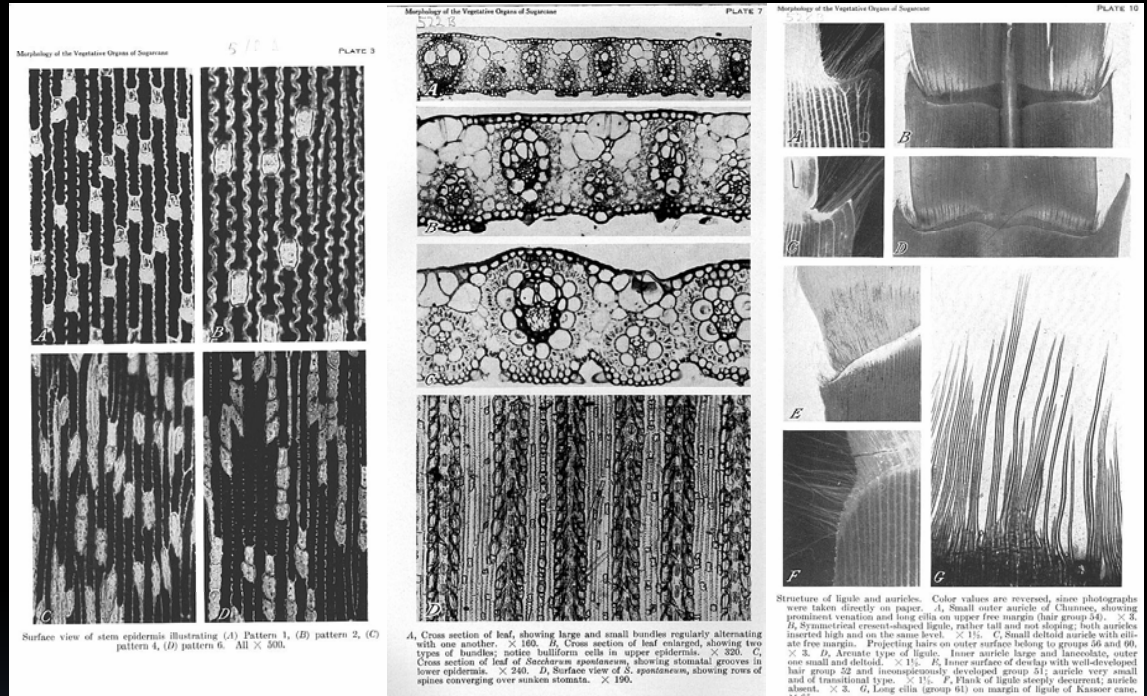 Morphology of the Vegetative Organs of Sugarcane
PLATE 3
A
B
C
D
Surface view of stem epidermis illustrating (A) Pattern 1, (B) pattern 2, (C)
pattern 4, (D) pattern 6. All × 500.
Morphology of the Vegetative Organs of Sugarcane
PLATE 7
522B
A
B
C
D
A, Cross section of leaf, showing large and small bundles regularly alternating
with one another. × 160. B, Cross section of leaf enlarged, showing two
types of bundles; notice bulliform cells in upper epidermis. × 320. C,
Cross section of leaf of Saccharum spontaneum, showing stomatal grooves in
lower epidermis. × 240. D, Surface view of S. spontaneum, showing rows of
spines converging over sunken stomata. × 190.
Morphology of the Vegetative Organs of Sugarcane
PLATE 10
A
B
C
D
E
F
G
Structure of ligule and auricles. Color values are reversed, since photographs
were taken directly on paper. A, Small outer auricle of Chunnee, showing
prominent venation and long cilia on upper free margin (hair group 54). × 3.
B, Symmetrical cresent-shaped ligule, rather tall and not sloping; both auricles
inserted high and on the same level. × 1½. C, Small deltoid auricle with cili-
ate free margin. Projecting hairs on outer surface belong to groups 56 and 60.
× 3. D, Arcuate type of ligule. Inner auricle large and lanceolate, outer
one small and deltoid. × 1½. E, Inner surface of dewlap with well-developed
hair group 52 and inconspicuously developed group 51; auricle very small
and of transitional type. × 1½. F, Flank of ligule steeply decurrent; auricle
absent. × 3. G, Long cilia (group 61) on margin of ligule of Kassoer cane.